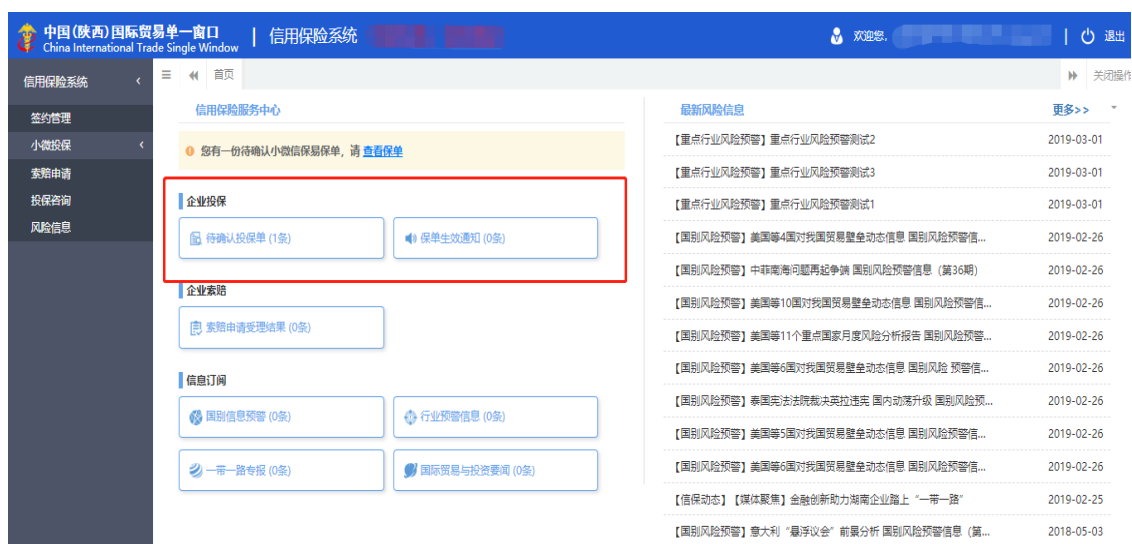 中国(陕西)国际贸易单一窗口
China International Trade Single Window
信用保险系统
欢迎您,
退出
信用保险系统
首页
关闭操作
签约管理
小微投保
索赔申请
投保咨询
风险信息
信用保险服务中心
您有一份待确认小微信保易保单, 请 查看保单
企业投保
待确认投保单 (1条)
保单生效通知 (0条)
企业索赔
索赔申请受理结果 (0条)
信息订阅
国别信息预警 (0条)
行业预警信息 (0条)
一带一路专报 (0条)
国际贸易与投资要闻 (0条)
最新风险信息
更多>>
【重点行业风险预警】重点行业风险预警测试2 2019-03-01
【重点行业风险预警】重点行业风险预警测试3 2019-03-01
【重点行业风险预警】重点行业风险预警测试1 2019-03-01
【国别风险预警】美国等4国对我国贸易壁垒动态信息 国别风险预警信... 2019-02-26
【国别风险预警】中菲南海问题再起争端 国别风险预警信息（第36期） 2019-02-26
【国别风险预警】美国等10国对我国贸易壁垒动态信息 国别风险预警信... 2019-02-26
【国别风险预警】美国等11个重点国家月度风险分析报告 国别风险预警... 2019-02-26
【国别风险预警】美国等6国对我国贸易壁垒动态信息 国别风险 预警信... 2019-02-26
【国别风险预警】泰国宪法法院裁决英拉违宪 国内动荡升级 国别风险预... 2019-02-26
【国别风险预警】美国等5国对我国贸易壁垒动态信息 国别风险预警信... 2019-02-26
【国别风险预警】美国等6国对我国贸易壁垒动态信息 国别风险预警信... 2019-02-26
【信保动态】【媒体聚焦】金融创新助力湖南企业踏上“一带一路” 2019-02-25
【国别风险预警】意大利“悬浮议会”前景分析 国别风险预警信息（第... 2018-05-03